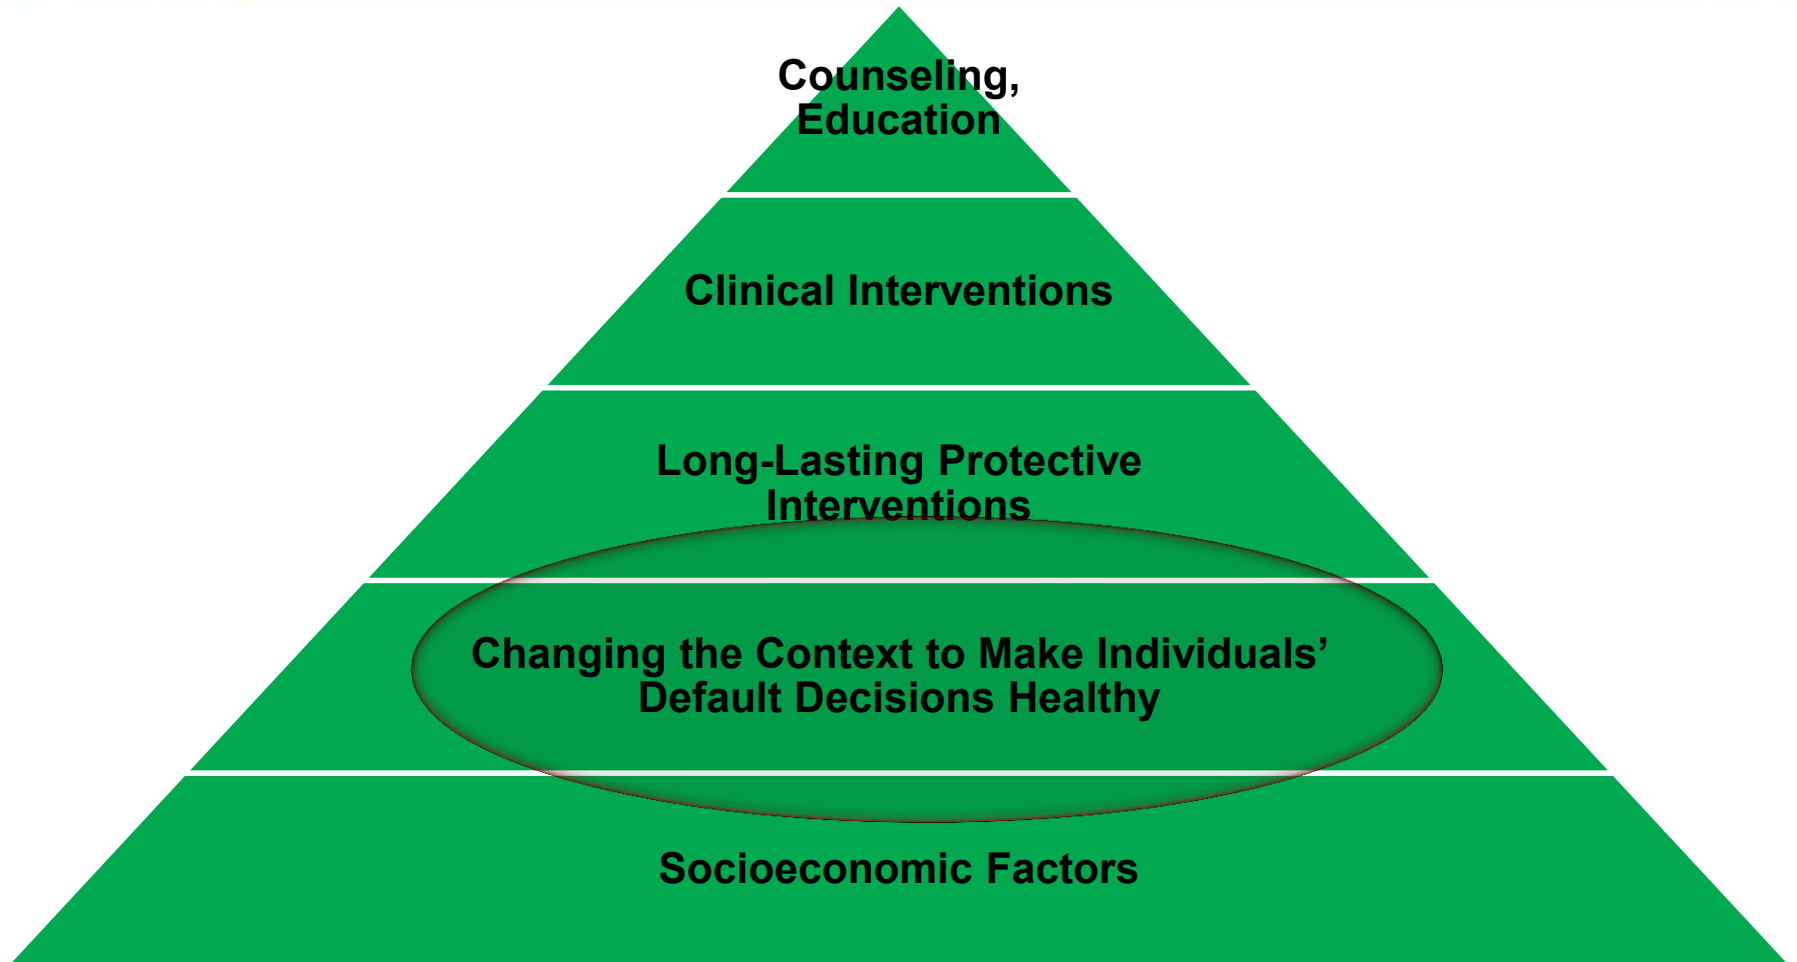 Counseling,
Education
Clinical Interventions
Long-Lasting Protective
Interventions
Changing the Context to Make Individuals’
Default Decisions Healthy
Socioeconomic Factors